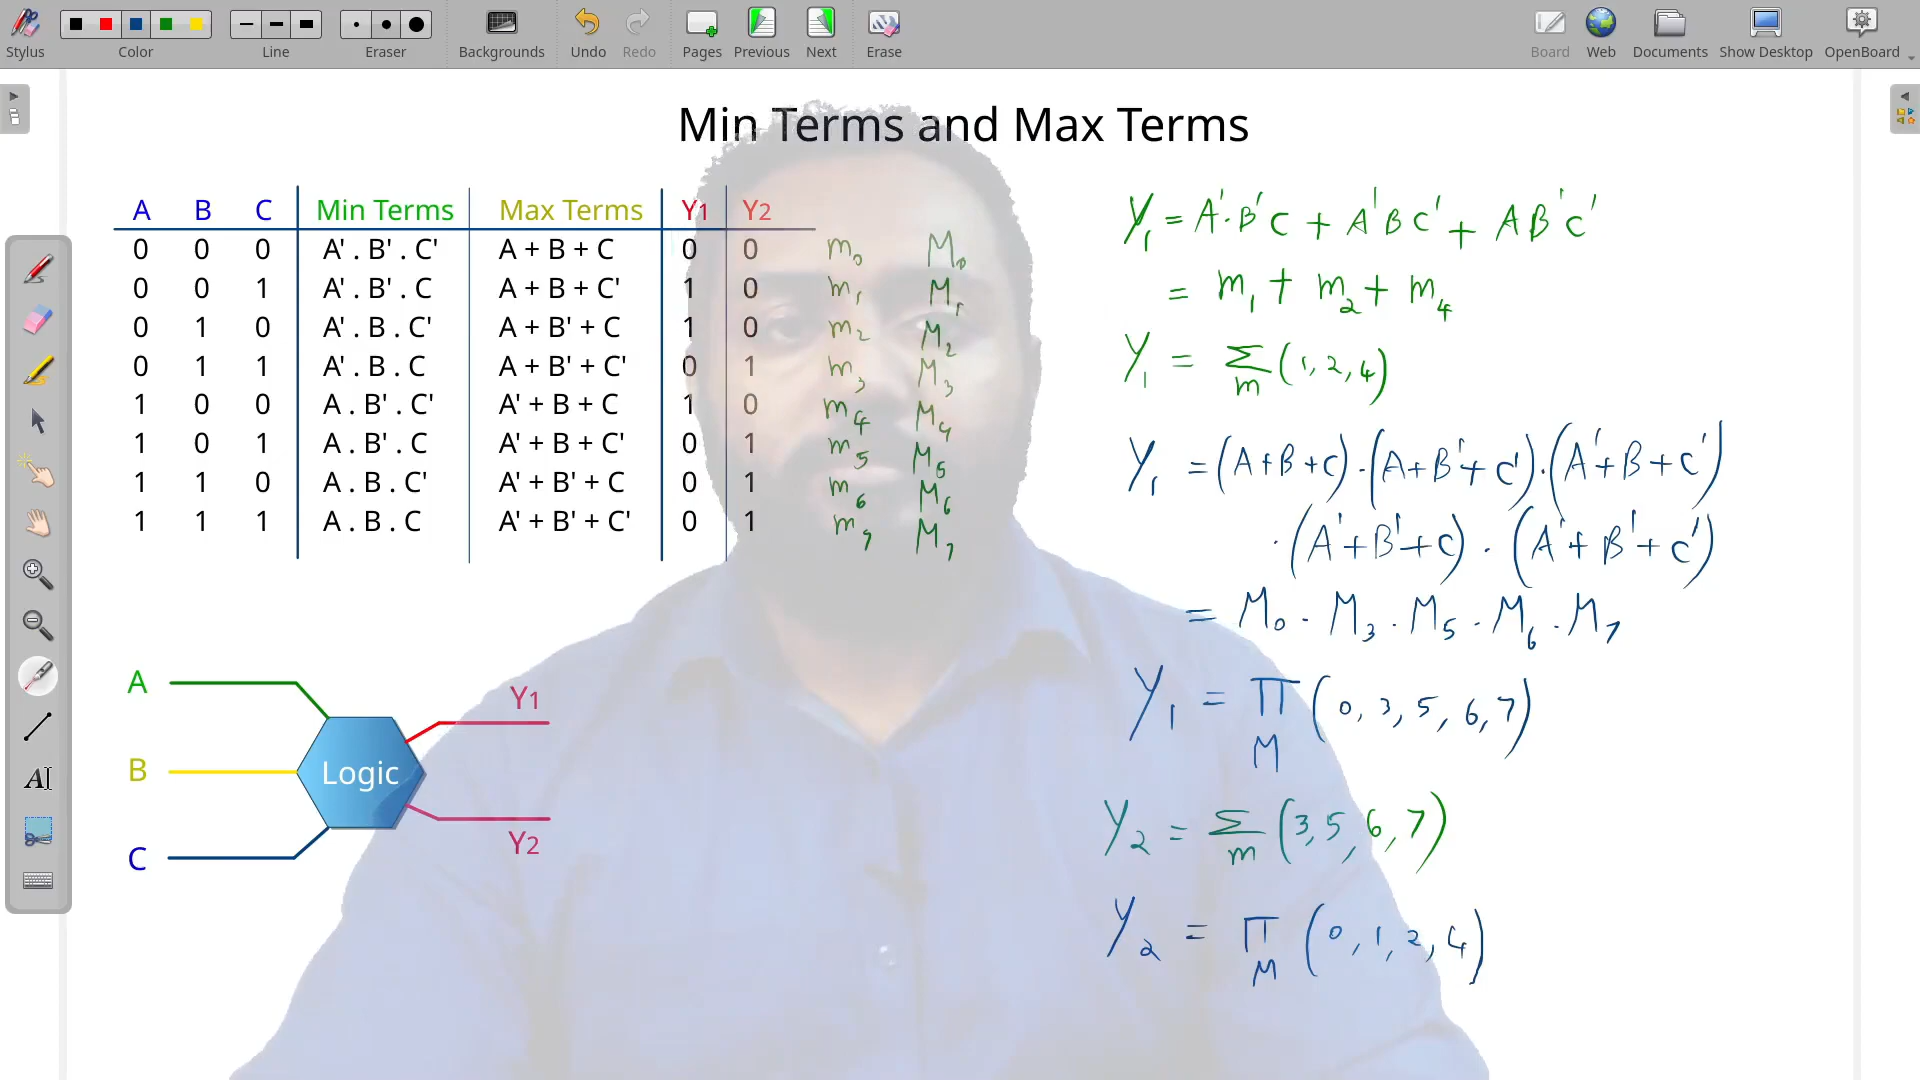 Stylus Color Line Eraser Backgrounds Undo Redo Pages Previous Next Erase Board Web Documents Show Desktop OpenBoard
Min Terms and Max Terms
A B C Min Terms Max Terms Y1 Y2
0 0 0 A' . B' . C' A + B + C 0 0 m0 M0
0 0 1 A' . B' . C A + B + C' 1 0 m1 M1
0 1 0 A' . B . C' A + B' + C 1 0 m2 M2
0 1 1 A' . B . C A + B' + C' 0 1 m3 M3
1 0 0 A . B' . C' A' + B + C 1 0 m4 M4
1 0 1 A . B' . C A' + B + C' 0 1 m5 M5
1 1 0 A . B . C' A' + B' + C 0 1 m6 M6
1 1 1 A . B . C A' + B' + C' 0 1 m7 M7
A
B
C
Logic
Y1
Y2
Y1 = A'.B'C + A'BC' + AB'C'
= m1 + m2 + m4
Y1 = Σm(1,2,4)
Y1 = (A+B+C).(A+B'+C').(A'+B+C')
.(A'+B'+C).(A'+B'+C')
= M0 . M3 . M5 . M6 . M7
Y1 = ΠM(0,3,5,6,7)
Y2 = Σm(3,5,6,7)
Y2 = ΠM(0,1,2,4)
AI